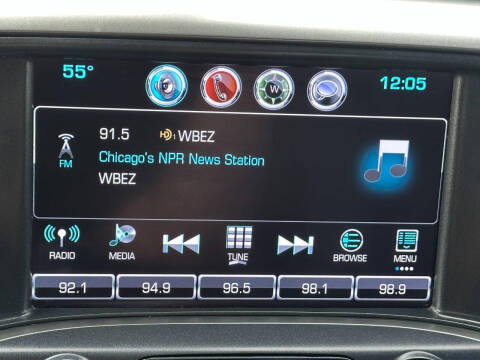 55°
W
12:05
91.5 HD1 WBEZ
Chicago's NPR News Station
WBEZ
FM
RADIO MEDIA TUNE BROWSE MENU
92.1 94.9 96.5 98.1 98.9